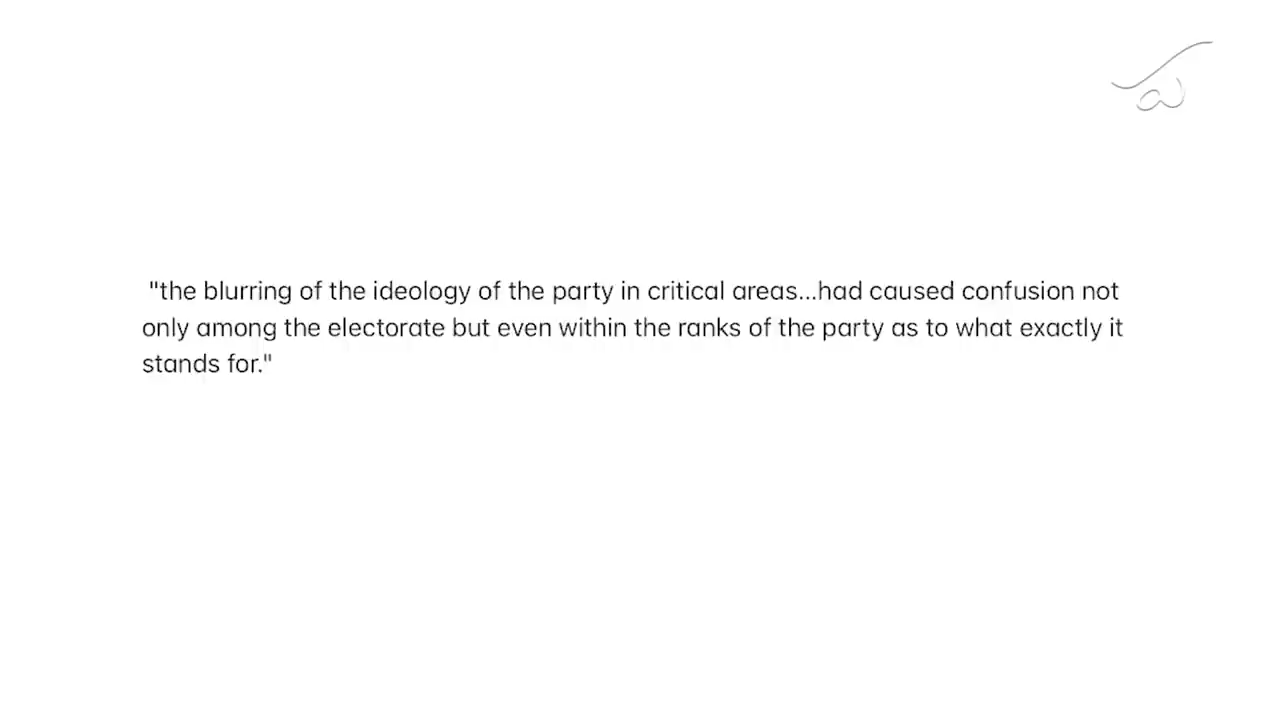 "the blurring of the ideology of the party in critical areas...had caused confusion not
only among the electorate but even within the ranks of the party as to what exactly it
stands for."